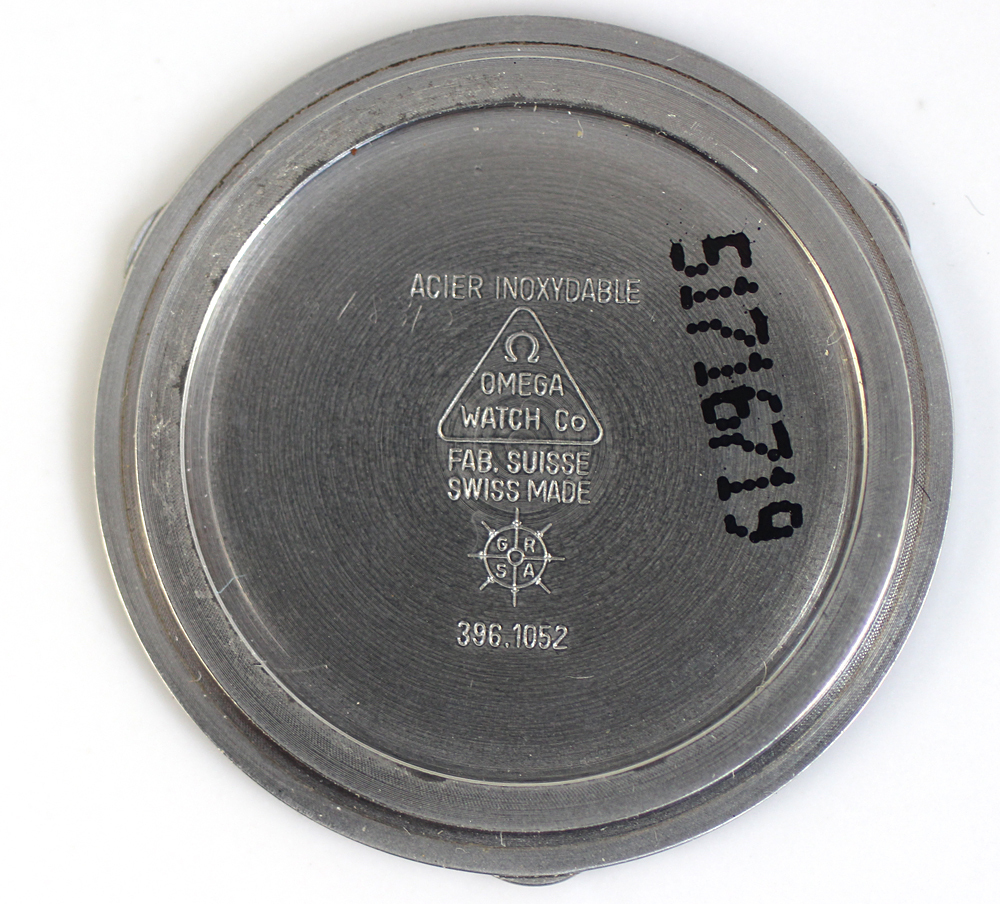 ACIER INOXYDABLE
Ω
OMEGA
WATCH Co
FAB. SUISSE
SWISS MADE
G R
S A
396.1052